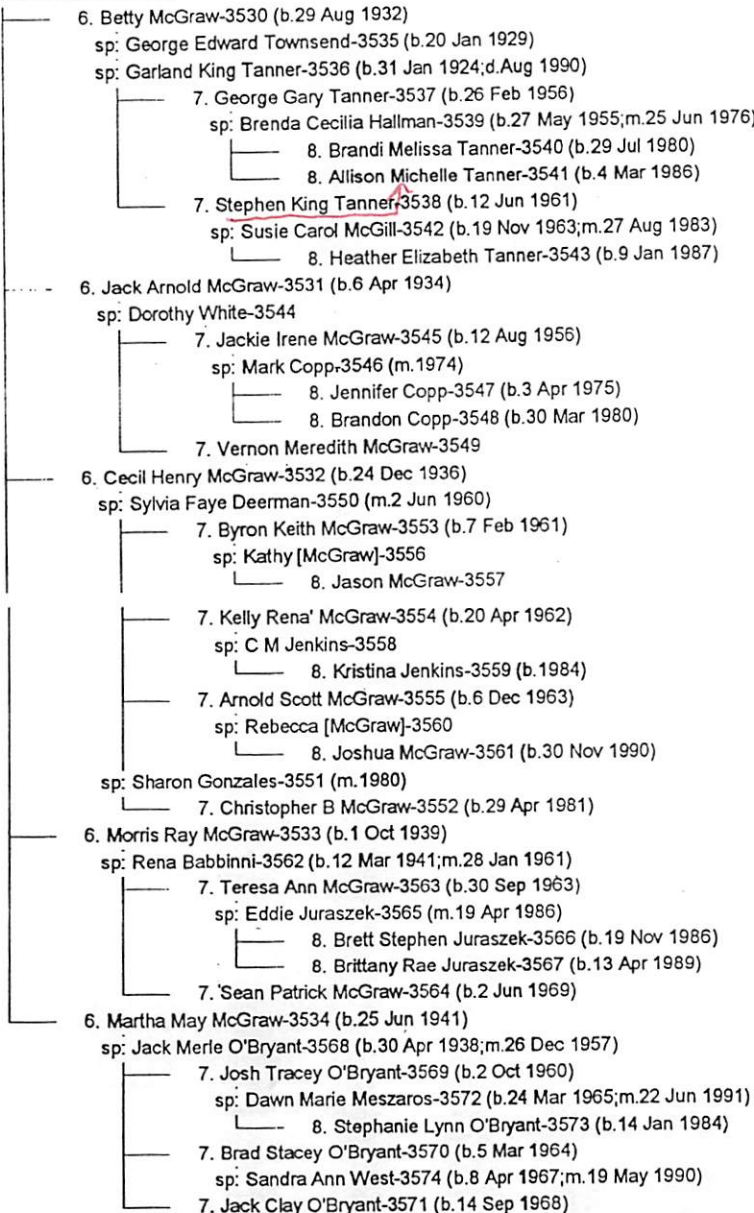 6. Betty McGraw-3530 (b.29 Aug 1932)
sp: George Edward Townsend-3535 (b.20 Jan 1929)
sp: Garland King Tanner-3536 (b.31 Jan 1924;d.Aug 1990)
7. George Gary Tanner-3537 (b.26 Feb 1956)
sp: Brenda Cecilia Hallman-3539 (b.27 May 1955;m.25 Jun 1976)
8. Brandi Melissa Tanner-3540 (b.29 Jul 1980)
8. Allison Michelle Tanner-3541 (b.4 Mar 1986)
7. Stephen King Tanner-3538 (b.12 Jun 1961)
sp: Susie Carol McGill-3542 (b.19 Nov 1963;m.27 Aug 1983)
8. Heather Elizabeth Tanner-3543 (b.9 Jan 1987)
6. Jack Arnold McGraw-3531 (b.6 Apr 1934)
sp: Dorothy White-3544
7. Jackie Irene McGraw-3545 (b.12 Aug 1956)
sp: Mark Copp-3546 (m.1974)
8. Jennifer Copp-3547 (b.3 Apr 1975)
8. Brandon Copp-3548 (b.30 Mar 1980)
7. Vernon Meredith McGraw-3549
6. Cecil Henry McGraw-3532 (b.24 Dec 1936)
sp: Sylvia Faye Deerman-3550 (m.2 Jun 1960)
7. Byron Keith McGraw-3553 (b.7 Feb 1961)
sp: Kathy [McGraw]-3556
8. Jason McGraw-3557
7. Kelly Rena' McGraw-3554 (b.20 Apr 1962)
sp: C M Jenkins-3558
8. Kristina Jenkins-3559 (b.1984)
7. Arnold Scott McGraw-3555 (b.6 Dec 1963)
sp: Rebecca [McGraw]-3560
8. Joshua McGraw-3561 (b.30 Nov 1990)
sp: Sharon Gonzales-3551 (m.1980)
7. Christopher B McGraw-3552 (b.29 Apr 1981)
6. Morris Ray McGraw-3533 (b.1 Oct 1939)
sp: Rena Babbinni-3562 (b.12 Mar 1941;m.28 Jan 1961)
7. Teresa Ann McGraw-3563 (b.30 Sep 1963)
sp: Eddie Juraszek-3565 (m.19 Apr 1986)
8. Brett Stephen Juraszek-3566 (b.19 Nov 1986)
8. Brittany Rae Juraszek-3567 (b.13 Apr 1989)
7. Sean Patrick McGraw-3564 (b.2 Jun 1969)
6. Martha May McGraw-3534 (b.25 Jun 1941)
sp: Jack Merle O'Bryant-3568 (b.30 Apr 1938;m.26 Dec 1957)
7. Josh Tracey O'Bryant-3569 (b.2 Oct 1960)
sp: Dawn Marie Meszaros-3572 (b.24 Mar 1965;m.22 Jun 1991)
8. Stephanie Lynn O'Bryant-3573 (b.14 Jan 1984)
7. Brad Stacey O'Bryant-3570 (b.5 Mar 1964)
sp: Sandra Ann West-3574 (b.8 Apr 1967;m.19 May 1990)
7. Jack Clay O'Bryant-3571 (b.14 Sep 1968)